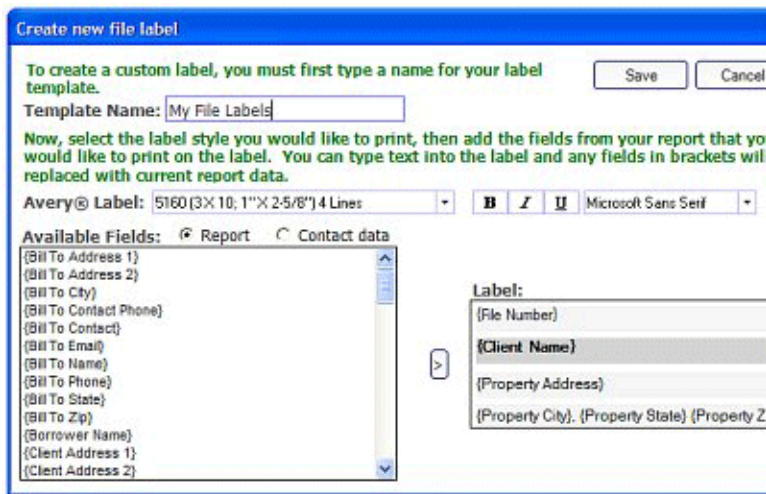 Create new file label
To create a custom label, you must first type a name for your label
template.
Save
Cancel
Template Name: My File Labels
Now, select the label style you would like to print, then add the fields from your report that
would like to print on the label. You can type text into the label and any fields in brackets will
replaced with current report data.
Avery® Label: 5160 (3X 10; 1"X 2-5/8") 4 Lines
B I U Microsoft Sans Serif
Available Fields: Report Contact data
{Bill To Address 1}
{Bill To Address 2}
{Bill To City}
{Bill To Contact Phone}
{Bill To Contact}
{Bill To Email}
{Bill To Name}
{Bill To Phone}
{Bill To State}
{Bill To Zip}
{Borrower Name}
{Client Address 1}
{Client Address 2}
>
Label:
{File Number}
{Client Name}
{Property Address}
{Property City}, {Property State} {Property Z